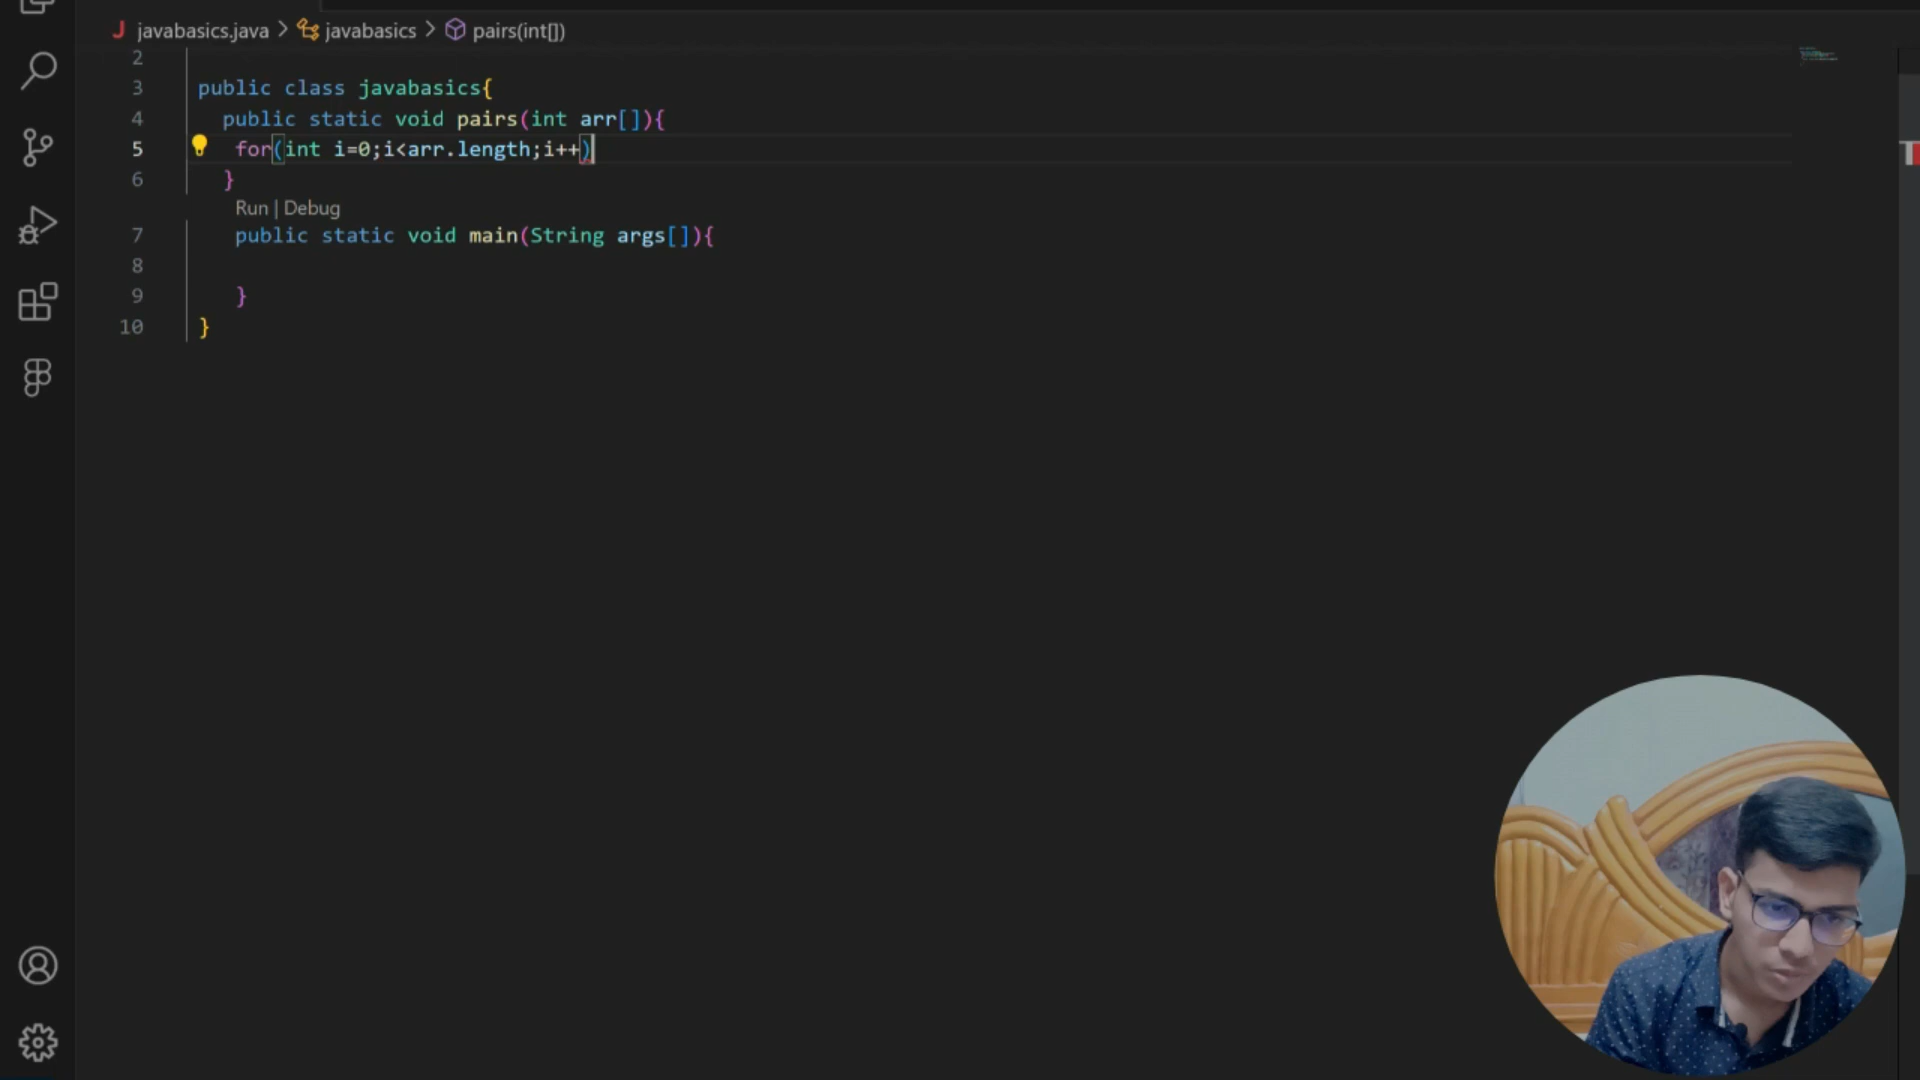 J javabasics.java > javabasics > pairs(int[])
2
3 public class javabasics{
4 public static void pairs(int arr[]){
5 for(int i=0;i<arr.length;i++)
6 }
Run | Debug
7 public static void main(String args[]){
8
9 }
10 }